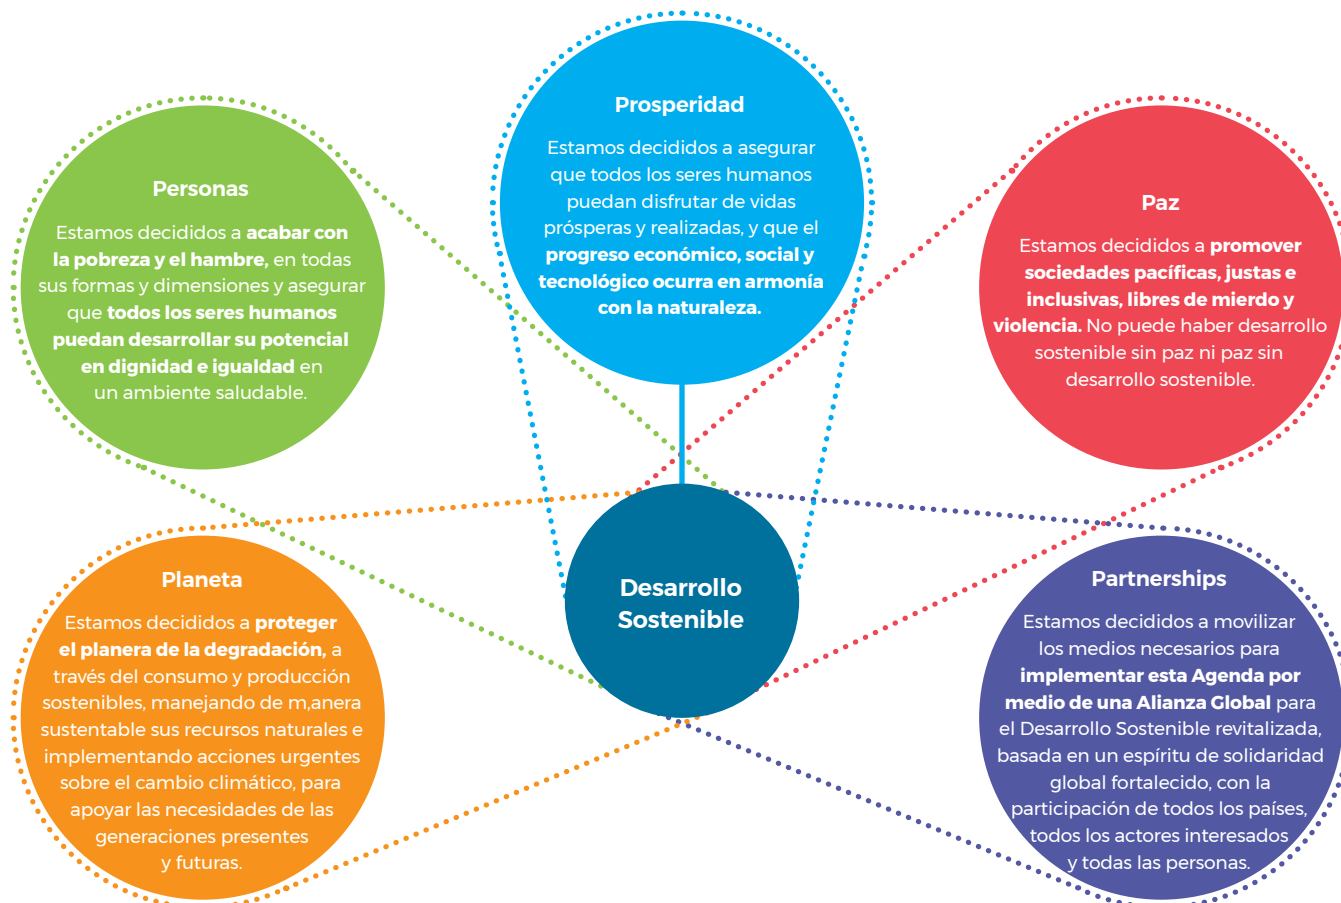 Prosperidad
Estamos decididos a asegurar
que todos los seres humanos
puedan disfrutar de vidas
prósperas y realizadas, y que el
progreso económico, social y
tecnológico ocurra en armonía
con la naturaleza.
Personas
Estamos decididos a acabar con
la pobreza y el hambre, en todas
sus formas y dimensiones y asegurar
que todos los seres humanos
puedan desarrollar su potencial
en dignidad e igualdad en
un ambiente saludable.
Paz
Estamos decididos a promover
sociedades pacíficas, justas e
inclusivas, libres de mierdo y
violencia. No puede haber desarrollo
sostenible sin paz ni paz sin
desarrollo sostenible.
Desarrollo
Sostenible
Planeta
Estamos decididos a proteger
el planera de la degradación, a
través del consumo y producción
sostenibles, manejando de m,anera
sustentable sus recursos naturales e
implementando acciones urgentes
sobre el cambio climático, para
apoyar las necesidades de las
generaciones presentes
y futuras.
Partnerships
Estamos decididos a movilizar
los medios necesarios para
implementar esta Agenda por
medio de una Alianza Global para
el Desarrollo Sostenible revitalizada,
basada en un espíritu de solidaridad
global fortalecido, con la
participación de todos los países,
todos los actores interesados
y todas las personas.